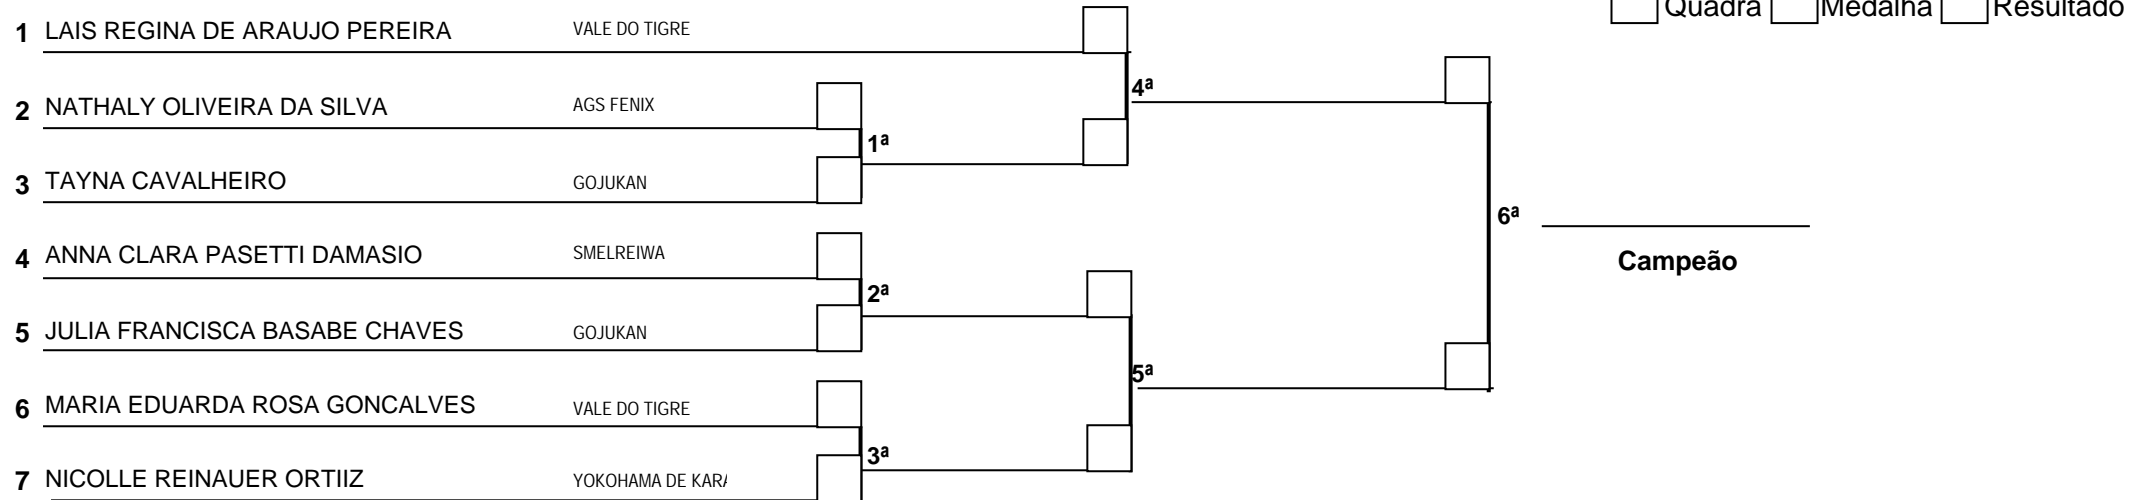 Quadra Medalha Resultado
1 LAIS REGINA DE ARAUJO PEREIRA VALE DO TIGRE
4ª
2 NATHALY OLIVEIRA DA SILVA AGS FENIX
1ª
3 TAYNA CAVALHEIRO GOJUKAN
6ª
4 ANNA CLARA PASETTI DAMASIO SMELREIWA
Campeão
2ª
5 JULIA FRANCISCA BASABE CHAVES GOJUKAN
5ª
6 MARIA EDUARDA ROSA GONCALVES VALE DO TIGRE
3ª
7 NICOLLE REINAUER ORTIIZ YOKOHAMA DE KARA